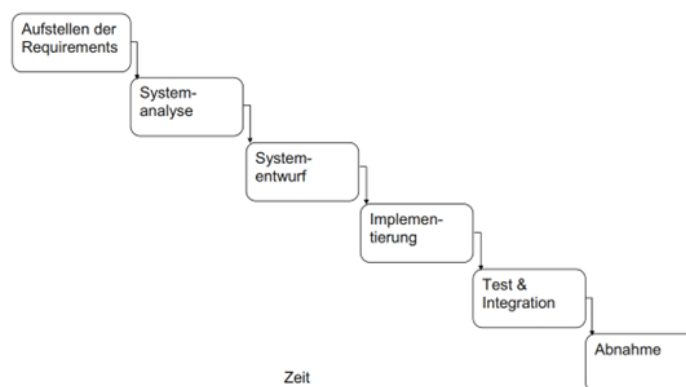 Aufstellen der
Requirements
System-
analyse
System-
entwurf
Implemen-
tierung
Test &
Integration
Abnahme
Zeit